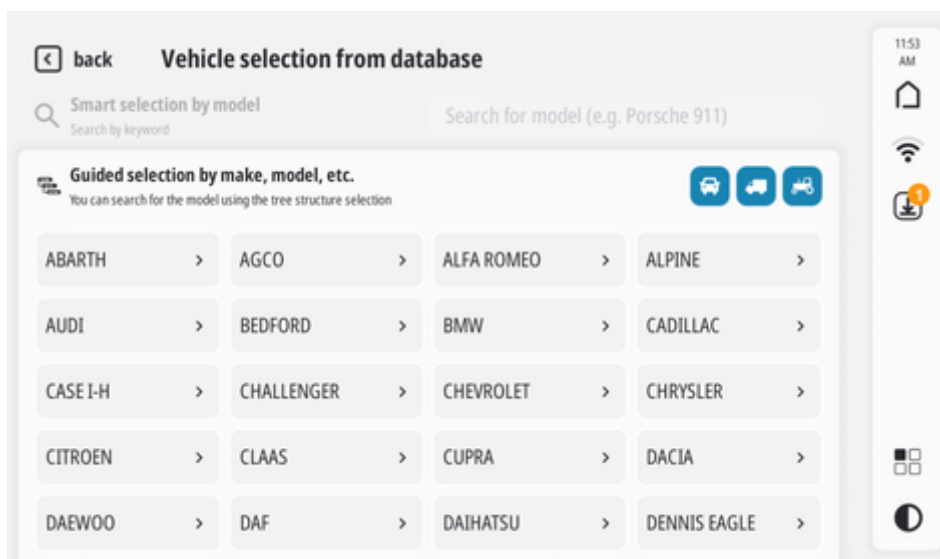 back
Vehicle selection from database
Smart selection by model
Search by keyword
Search for model (e.g. Porsche 911)
Guided selection by make, model, etc.
You can search for the model using the tree structure selection
ABARTH
AGCO
ALFA ROMEO
ALPINE
AUDI
BEDFORD
BMW
CADILLAC
CASE I-H
CHALLENGER
CHEVROLET
CHRYSLER
CITROEN
CLAAS
CUPRA
DACIA
DAEWOO
DAF
DAIHATSU
DENNIS EAGLE
11:53
AM
1